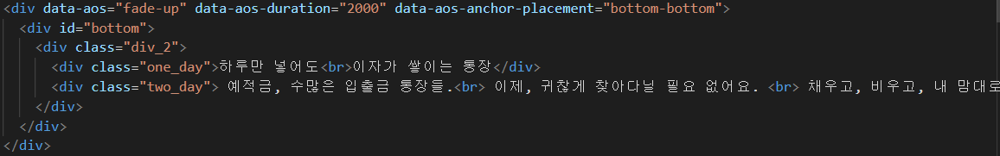 <div data-aos="fade-up" data-aos-duration="2000" data-aos-anchor-placement="bottom-bottom">
<div id="bottom">
<div class="div_2">
<div class="one_day">하루만 넣어도<br>이자가 쌓이는 통장</div>
<div class="two_day"> 예적금, 수많은 입출금 통장들.<br> 이제, 귀찮게 찾아다닐 필요 없어요. <br> 채우고, 비우고, 내 맘대로
</div>
</div>
</div>